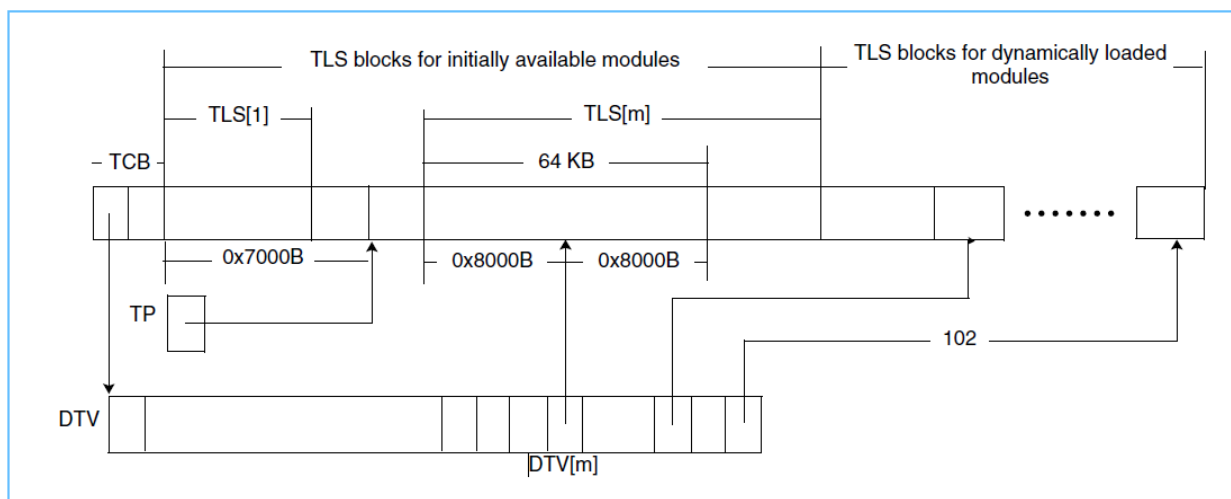 TLS blocks for initially available modules
TLS blocks for dynamically loaded
modules
TLS[1]
TLS[m]
TCB
64 KB
0x7000B
0x8000B
0x8000B
TP
102
DTV
DTV[m]